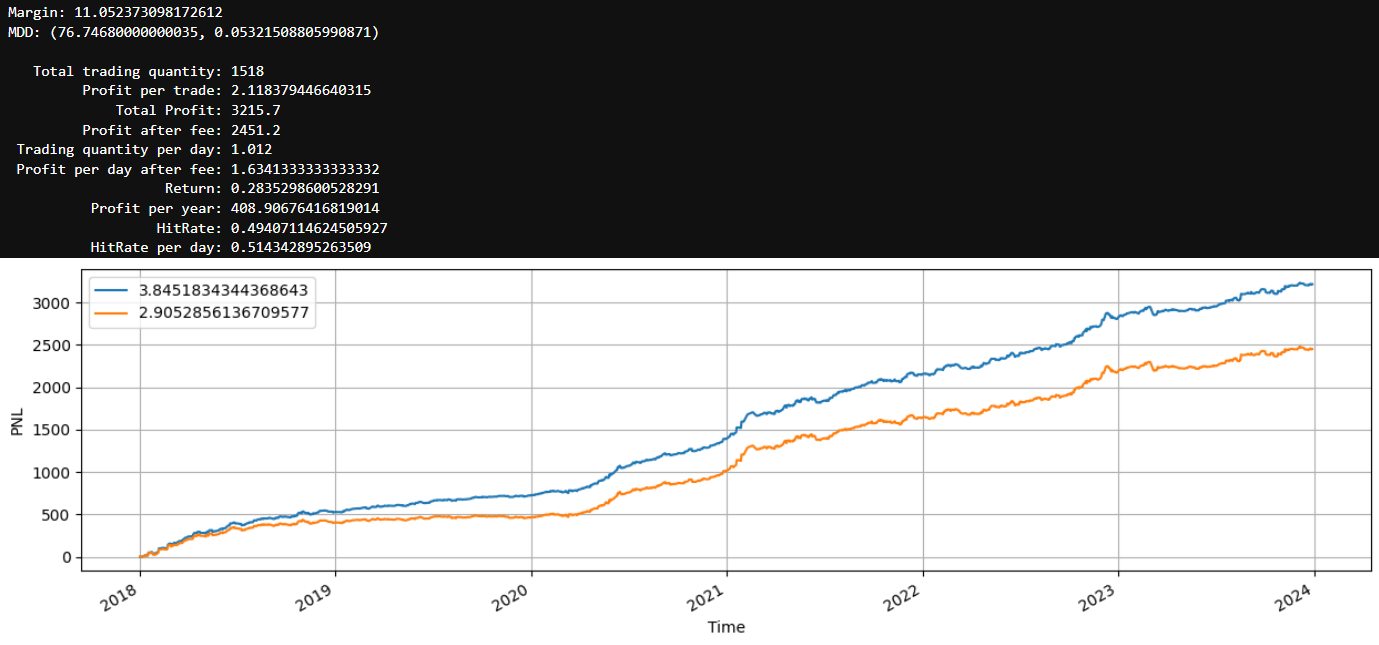 Margin: 11.052373098172612
MDD: (76.74680000000035, 0.05321508805990871)
Total trading quantity: 1518
Profit per trade: 2.118379446640315
Total Profit: 3215.7
Profit after fee: 2451.2
Trading quantity per day: 1.012
Profit per day after fee: 1.6341333333333332
Return: 0.2835298600528291
Profit per year: 408.90676416819014
HitRate: 0.49407114624505927
HitRate per day: 0.514342895263509
3.8451834344368643
2.9052856136709577
3000
2500
2000
1500
1000
500
0
PNL
2018
2019
2020
2021
2022
2023
2024
Time